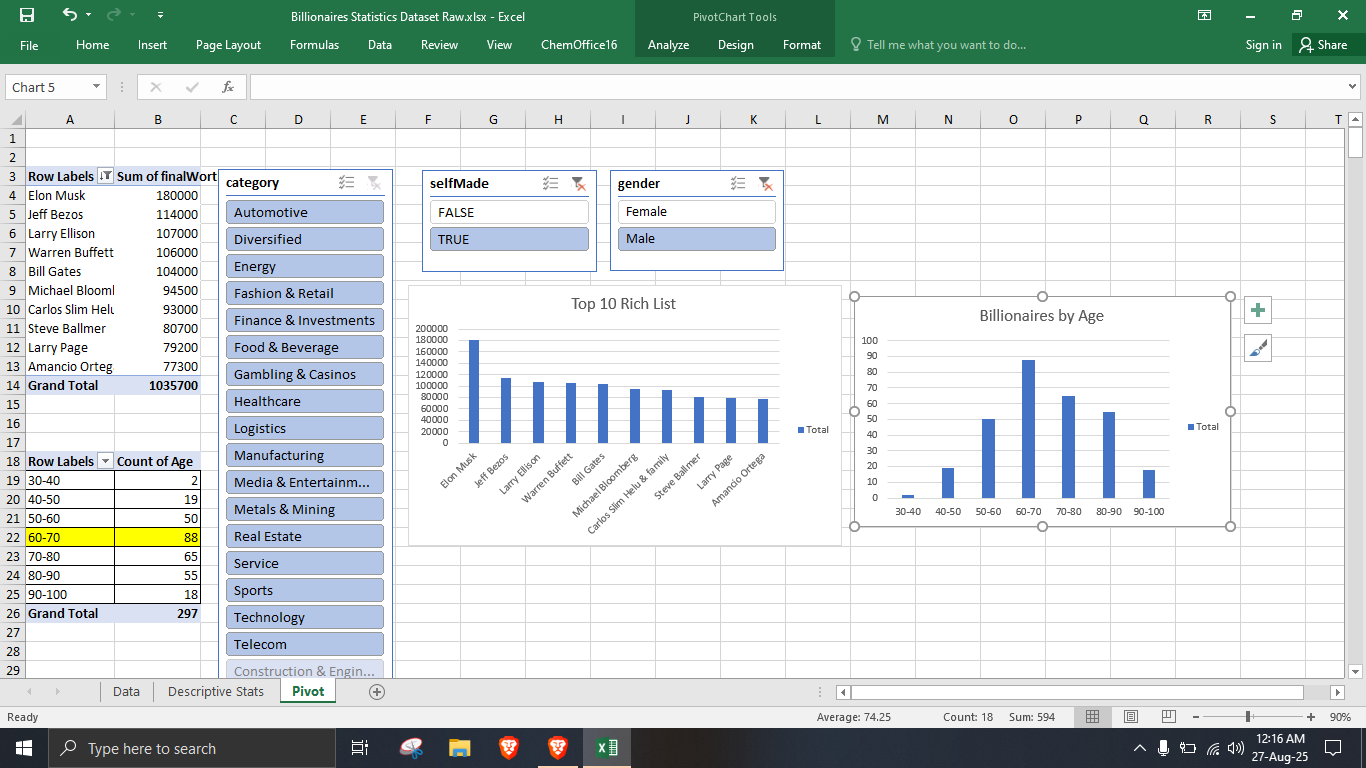 Billionaires Statistics Dataset Raw.xlsx - Excel
PivotChart Tools
File Home Insert Page Layout Formulas Data Review View ChemOffice16 Analyze Design Format Tell me what you want to do... Sign in Share
Chart 5 fx
A B C D E F G H I J K L M N O P Q R S T
1
2
3 Row Labels Sum of finalWort
4 Elon Musk 180000
5 Jeff Bezos 114000
6 Larry Ellison 107000
7 Warren Buffett 106000
8 Bill Gates 104000
9 Michael Blooml 94500
10 Carlos Slim Helu 93000
11 Steve Ballmer 80700
12 Larry Page 79200
13 Amancio Orteg 77300
14 Grand Total 1035700
15
16
17
18 Row Labels Count of Age
19 30-40 2
20 40-50 19
21 50-60 50
22 60-70 88
23 70-80 65
24 80-90 55
25 90-100 18
26 Grand Total 297
27
28
29
category
Automotive
Diversified
Energy
Fashion & Retail
Finance & Investments
Food & Beverage
Gambling & Casinos
Healthcare
Logistics
Manufacturing
Media & Entertainm...
Metals & Mining
Real Estate
Service
Sports
Technology
Telecom
Construction & Engin...
selfMade
FALSE
TRUE
gender
Female
Male
Top 10 Rich List
200000
180000
160000
140000
120000
100000
80000
60000
40000
20000
0
Elon Musk
Jeff Bezos
Larry Ellison
Warren Buffett
Bill Gates
Michael Bloomberg
Carlos Slim Helu & family
Steve Ballmer
Larry Page
Amancio Ortega
Total
Billionaires by Age
100
90
80
70
60
50
40
30
20
10
0
30-40 40-50 50-60 60-70 70-80 80-90 90-100
Total
Data Descriptive Stats Pivot
Ready Average: 74.25 Count: 18 Sum: 594 90%
Type here to search
12:16 AM
27-Aug-25